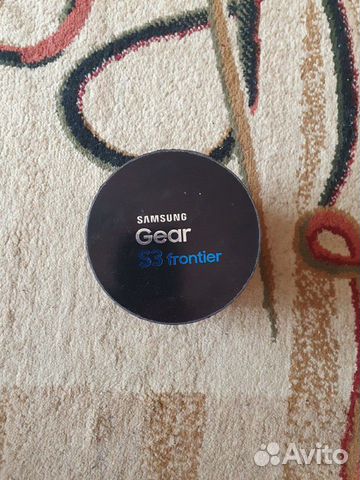 SAMSUNG
Gear
S3 frontier
Avito